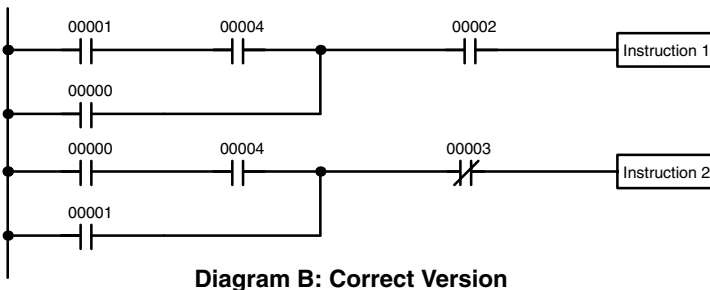 00001 00004 00002
Instruction 1
00000
00000 00004 00003
Instruction 2
00001
Diagram B: Correct Version